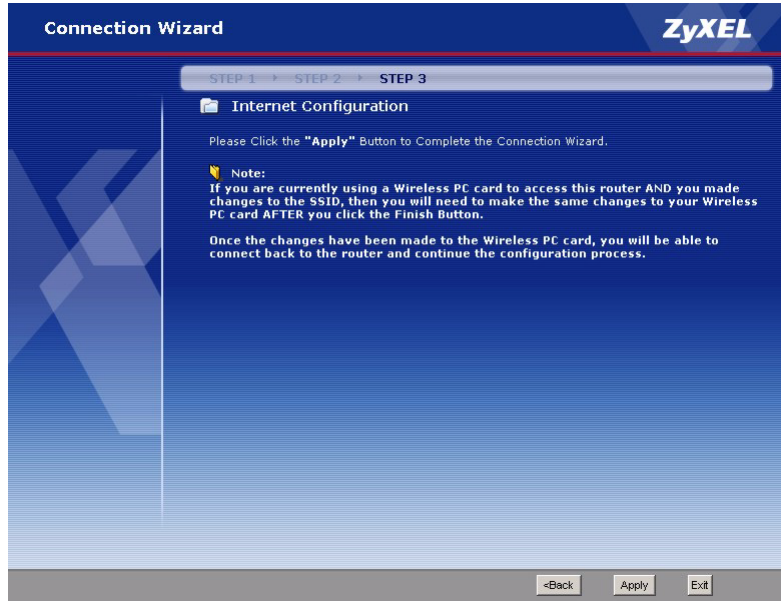 Connection Wizard
ZyXEL
STEP 1 STEP 2 STEP 3
Internet Configuration
Please Click the "Apply" Button to Complete the Connection Wizard.
Note:
If you are currently using a Wireless PC card to access this router AND you made
changes to the SSID, then you will need to make the same changes to your Wireless
PC card AFTER you click the Finish Button.
Once the changes have been made to the Wireless PC card, you will be able to
connect back to the router and continue the configuration process.
<Back Apply Exit